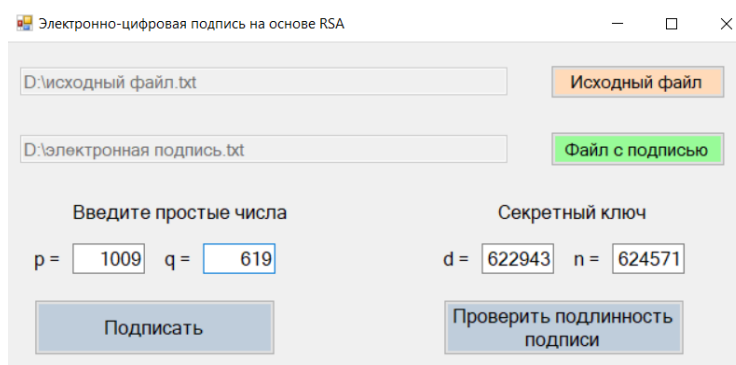 Электронно-цифровая подпись на основе RSA
D:\исходный файл.txt
Исходный файл
D:\электронная подпись.txt
Файл с подписью
Введите простые числа
Секретный ключ
p = 1009 q = 619
d = 622943 n = 624571
Подписать
Проверить подлинность
подписи